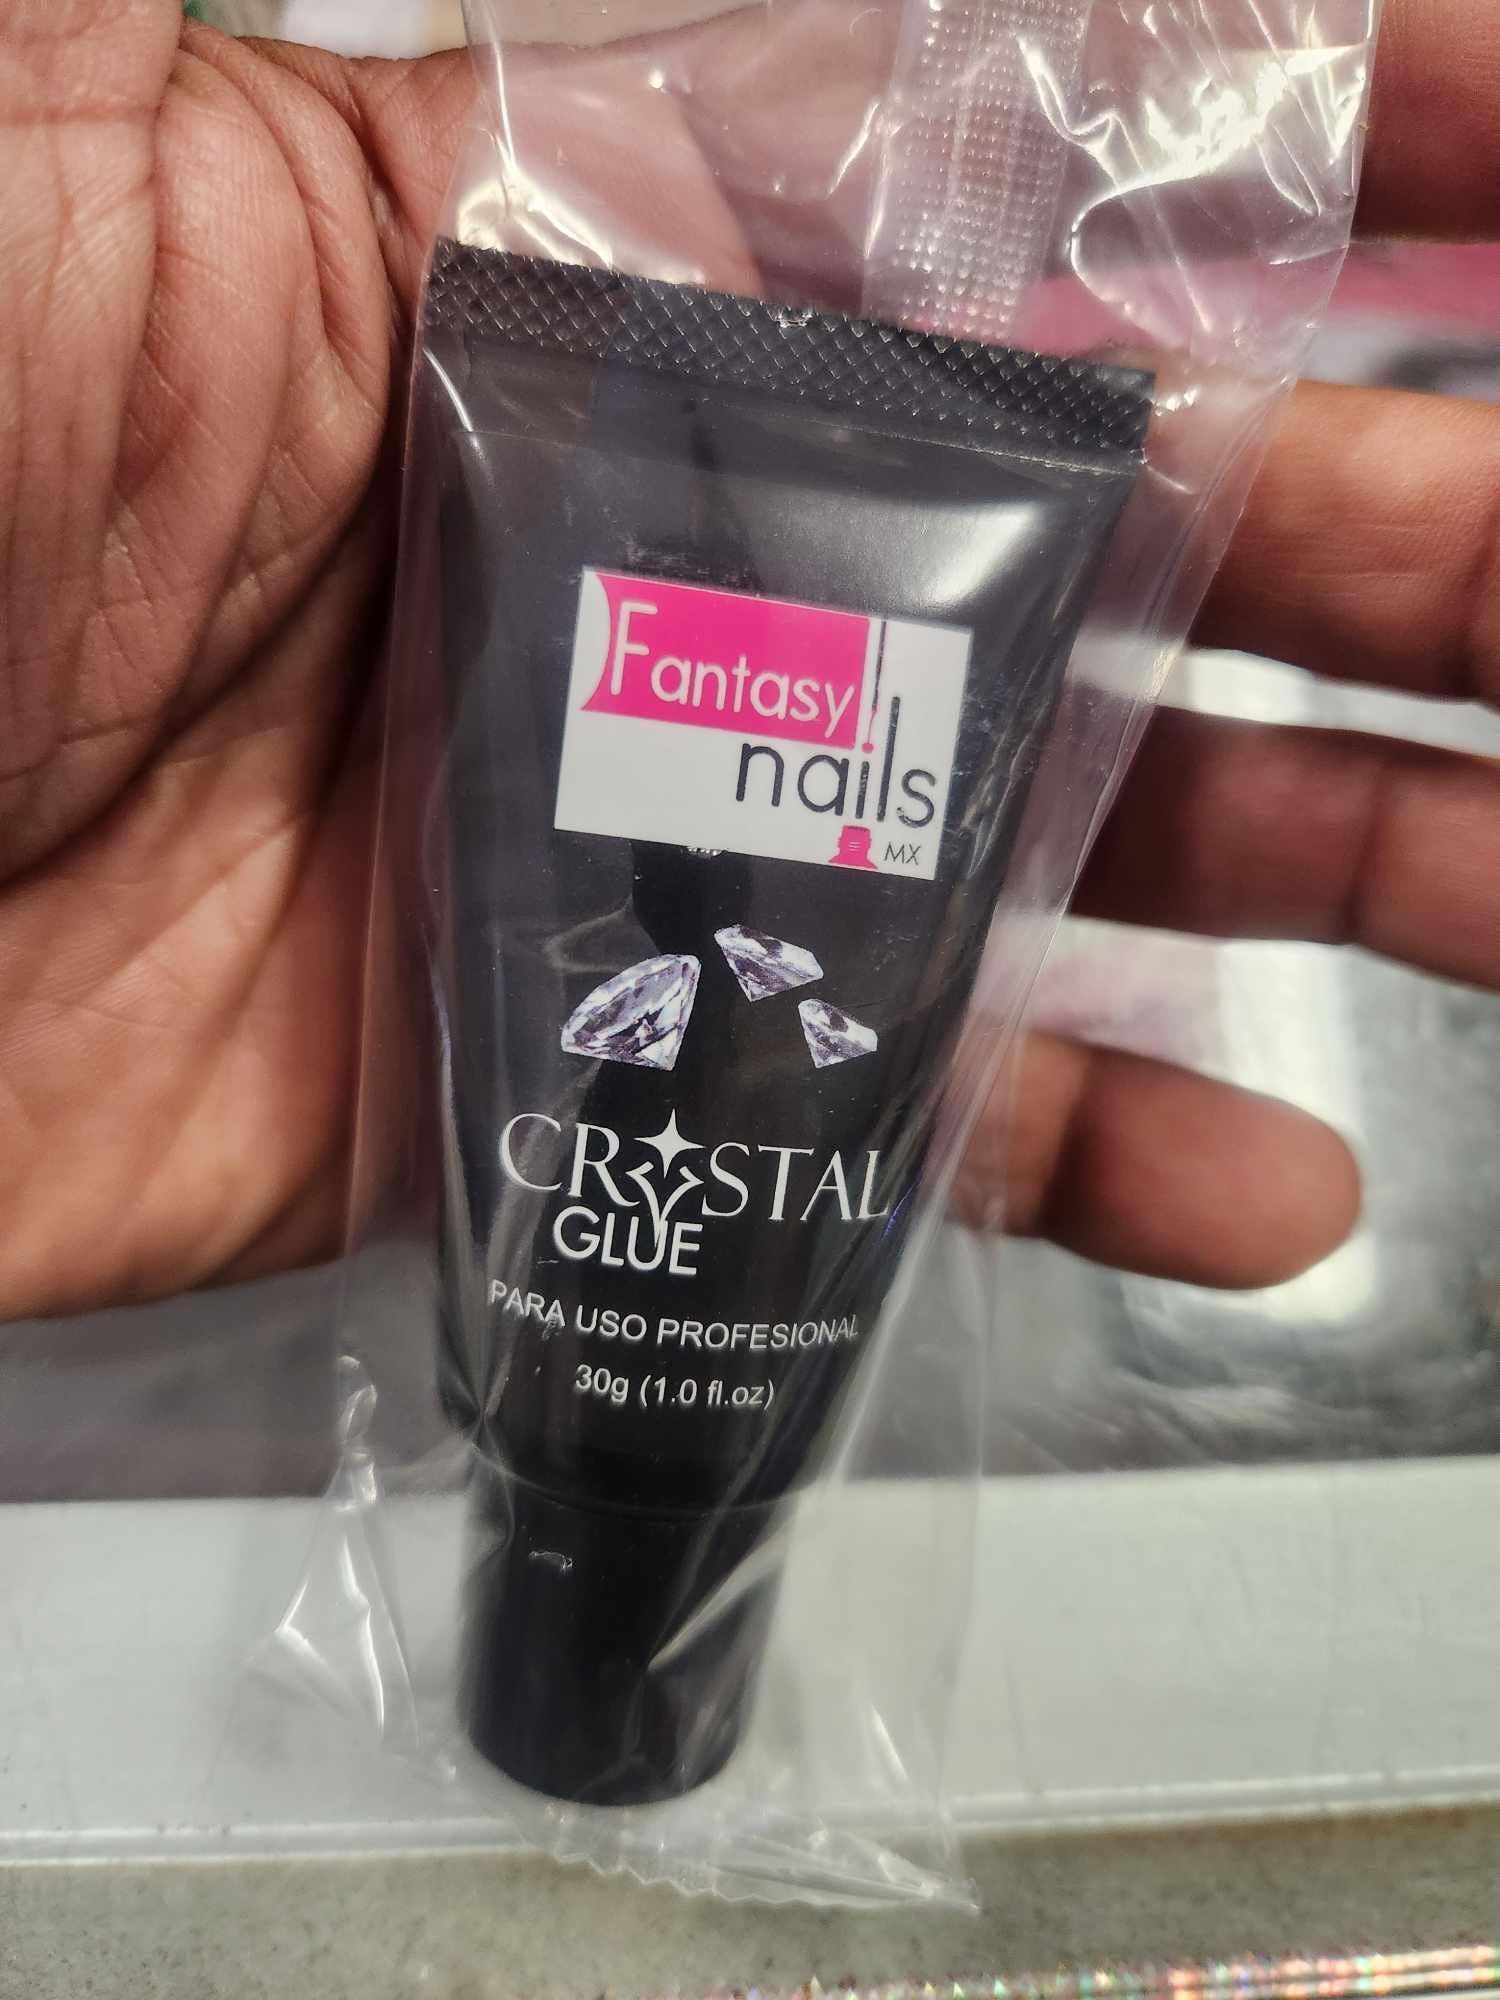 Fantasy
nails
MX
CRYSTAL
GLUE
PARA USO PROFESIONAL
30g (1.0 fl.oz)